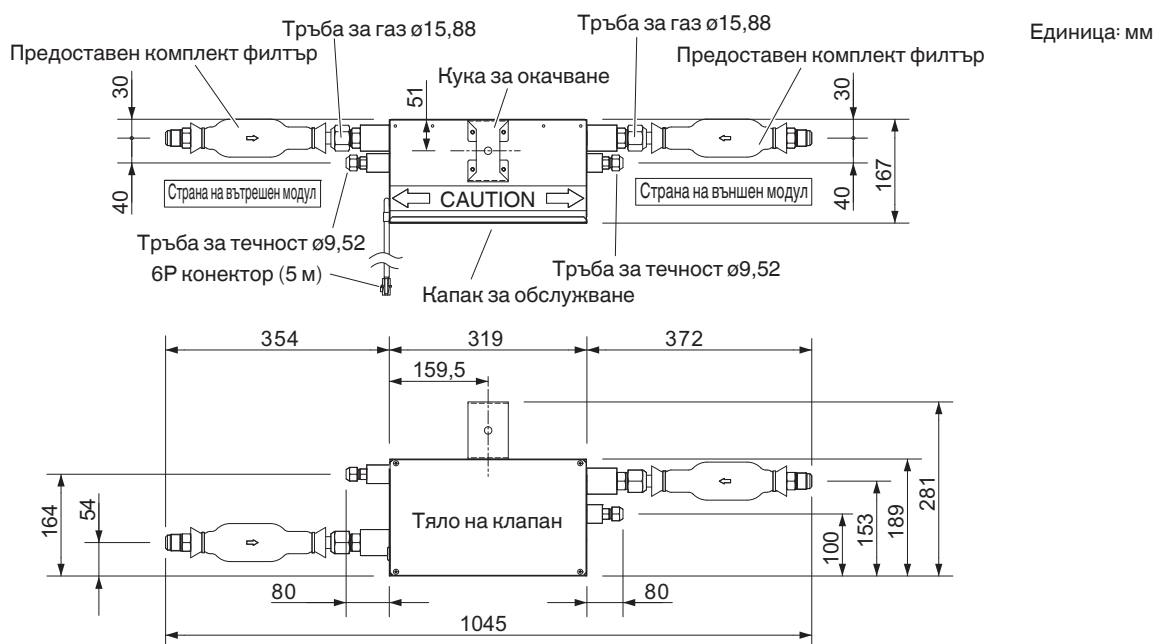 Тръба за газ ø15,88
Тръба за газ ø15,88
Единица: мм
Предоставен комплект филтър
Предоставен комплект филтър
Кука за окачване
30
51
30
40
40
167
Страна на вътрешен модул
Страна на външен модул
CAUTION
Тръба за течност ø9,52
Тръба за течност ø9,52
6P конектор (5 м)
Капак за обслужване
354
319
372
159,5
164
54
Тяло на клапан
100
153
189
281
80
80
1045